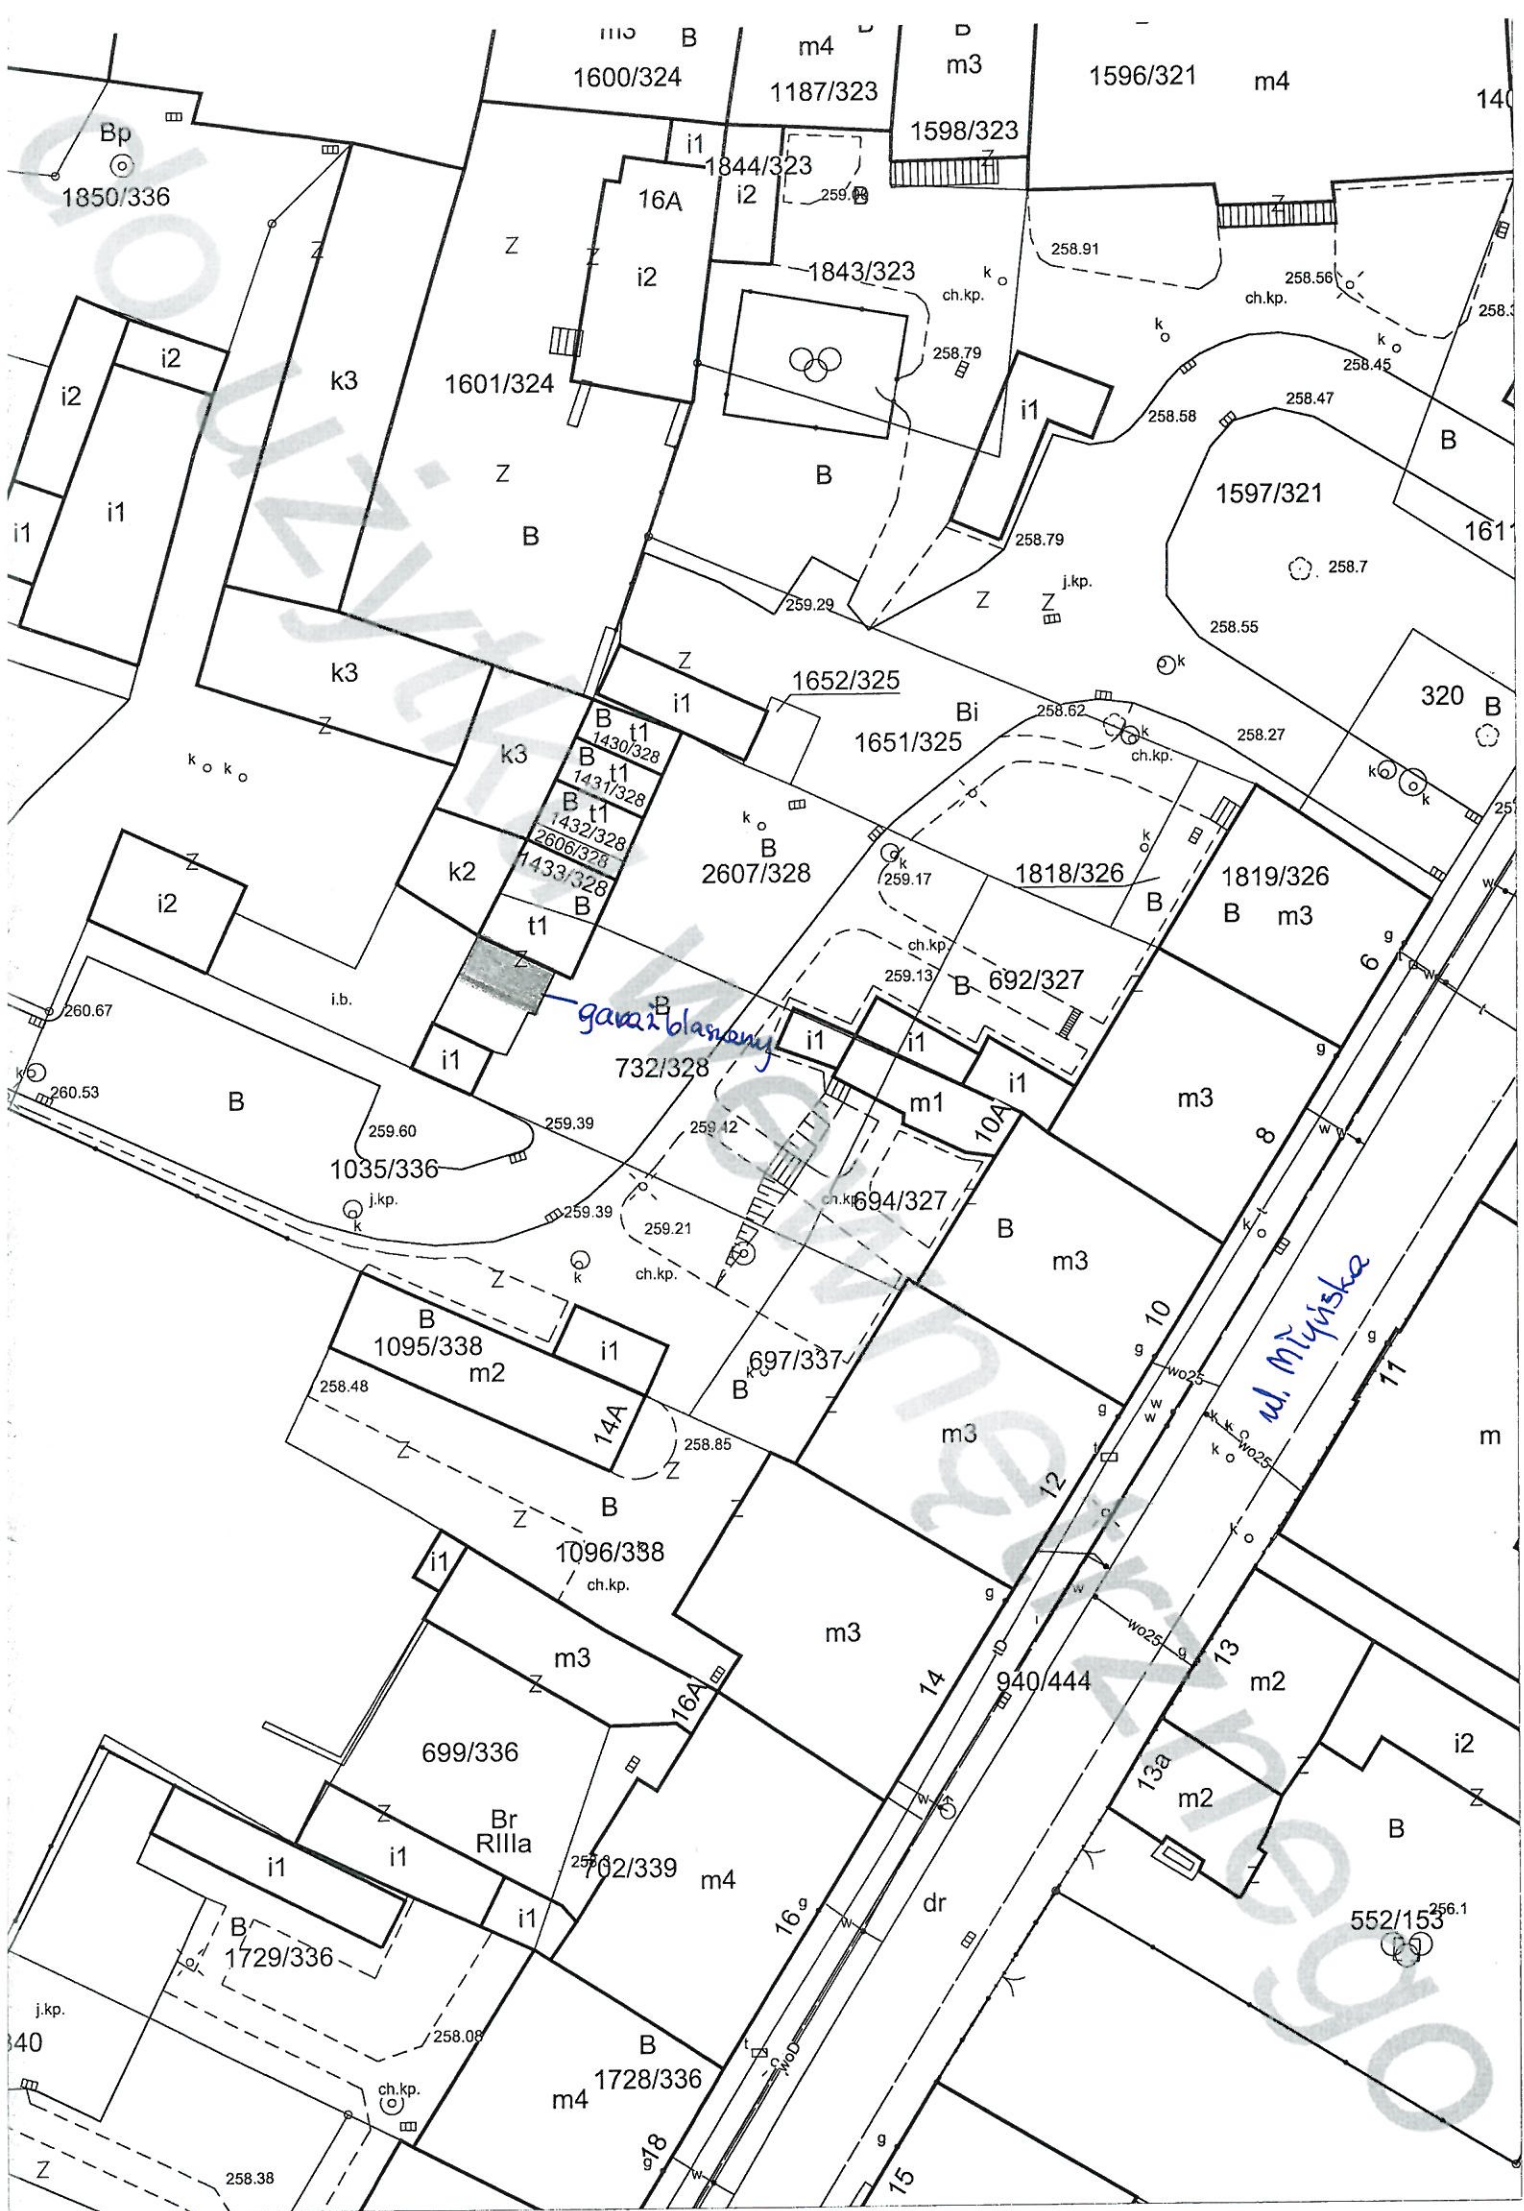 m3 B
1600/324
m4
1187/323
B
m3
1598/323
1596/321 m4
Bp
1850/336
i1
1844/323
16A
i2
i2
Z
Z
Z
Z
Z
1843/323
k
ch.kp.
258.91
258.56
ch.kp.
k
k
258.79
258.45
258.47
258.58
i2
i2
k3
1601/324
i1
B
Z
B
B
1597/321
i1
i1
258.79
j.kp.
Z
Z
258.7
259.29
258.55
k
k3
Z
Z
i1
1652/325
Bi
1651/325
258.62
k
ch.kp.
258.27
320 B
k
k
k k
k3
B t1
1430/328
B t1
1431/328
B t1
1432/328
2606/328
1433/328
B
t1
k
B
2607/328
k
259.17
k
1818/326
B
1819/326
B m3
w
Z
i2
k2
ch.kp.
259.13
B 692/327
g
6
t
w
Z
i.b.
260.67
garaż blaszany
B
732/328
i1
i1
i1
i1
g
m3
k
260.53
B
m1
10A
8
w w
259.60
259.39
259.42
1035/336
j.kp.
k
ch.kp.
694/327
B
m3
k
259.39
259.21
k
ch.kp.
Z
ul. Młyńska
B
1095/338
m2
i1
697/337
k
B
10
g
wo25
g
11
258.48
14A
258.85
Z
Z
m3
g
w
w
k
wo25
m
t
12
Z
B
1096/338
ch.kp.
k
i1
g
w
m3
m3
wo25
g
13
m2
Z
16A
14
D
940/444
699/336
i2
13a
m2
Z
Z
Br
RIIIa
i1
i1
702/339
m4
w
B
i1
16
g
w
dr
552/153
256.1
B
1729/336
j.kp.
258.08
B
1728/336
t
woD
ch.kp.
m4
18
g
w
g
15
Z
258.38
do użytku wewnętrznego